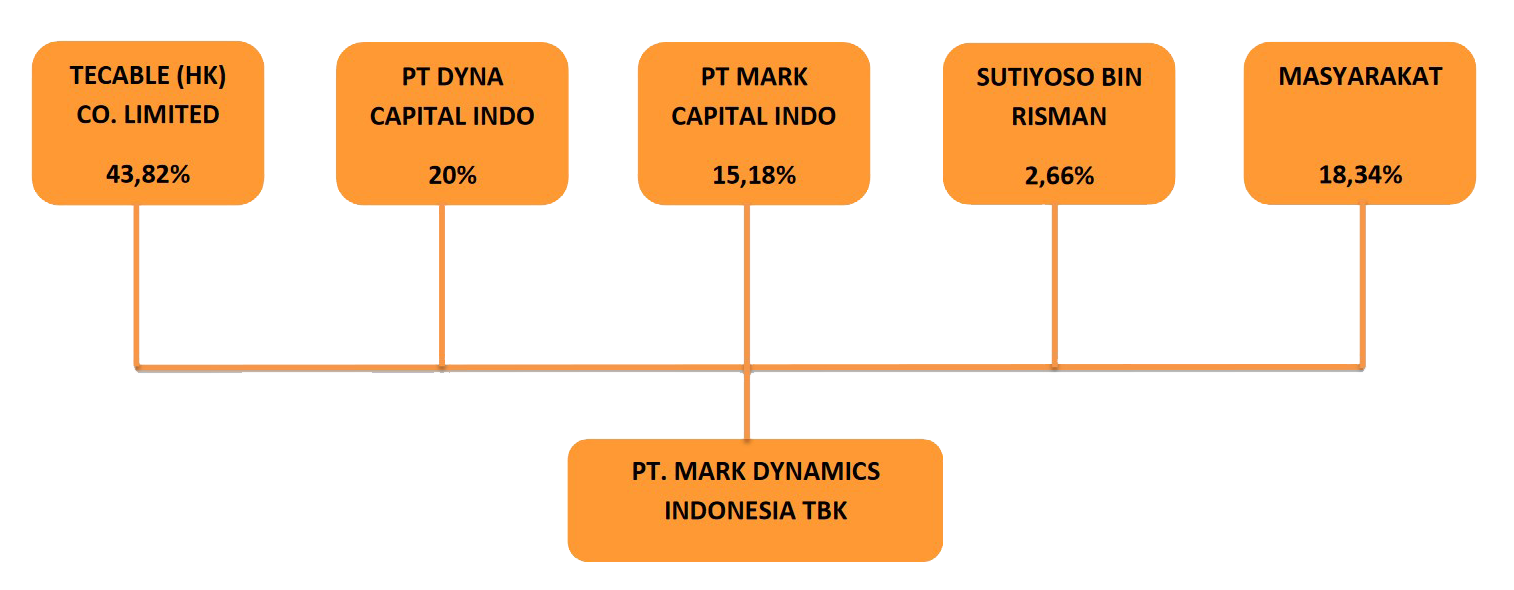 TECABLE (HK)
CO. LIMITED
43,82%
PT DYNA
CAPITAL INDO
20%
PT MARK
CAPITAL INDO
15,18%
SUTIYOSO BIN
RISMAN
2,66%
MASYARAKAT
18,34%
PT. MARK DYNAMICS
INDONESIA TBK